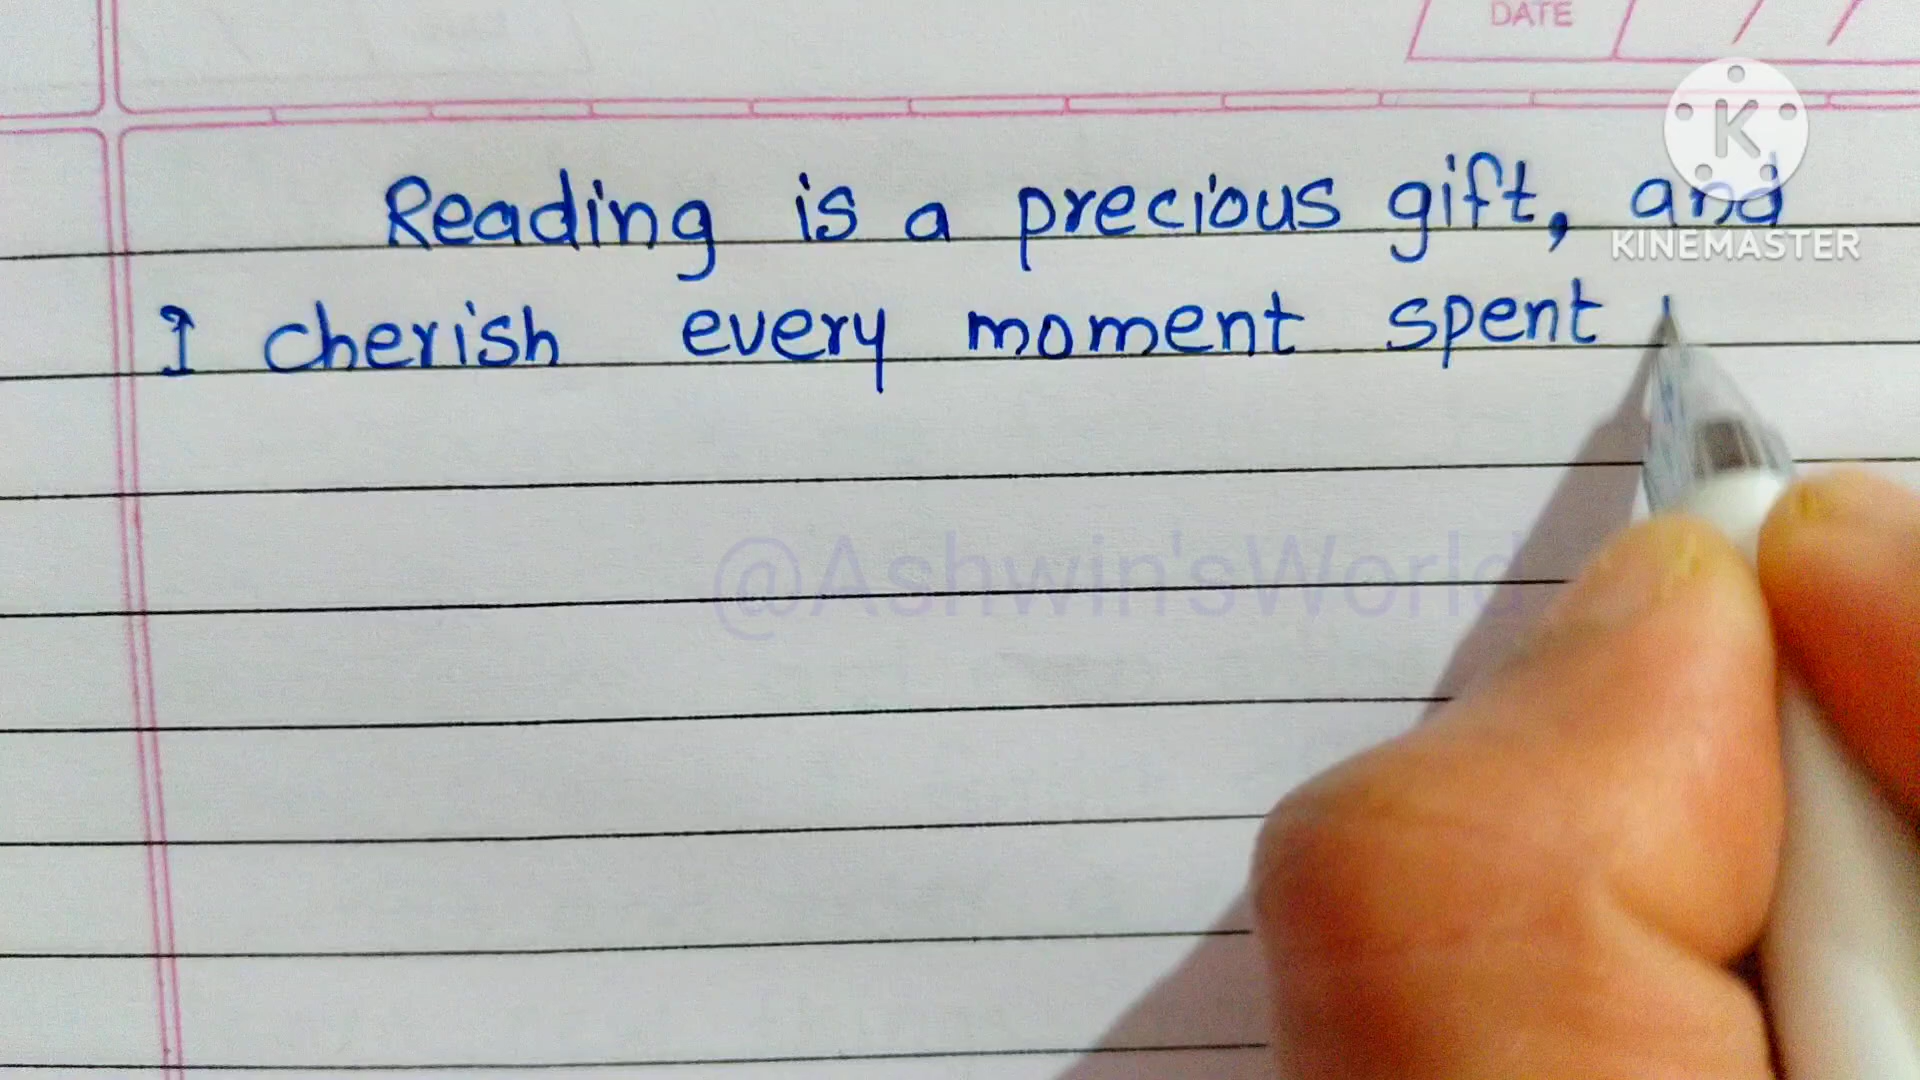 DATE
K
Reading is a precious gift, and
KINEMASTER
I cherish every moment spent
@Ashwin'sWorld